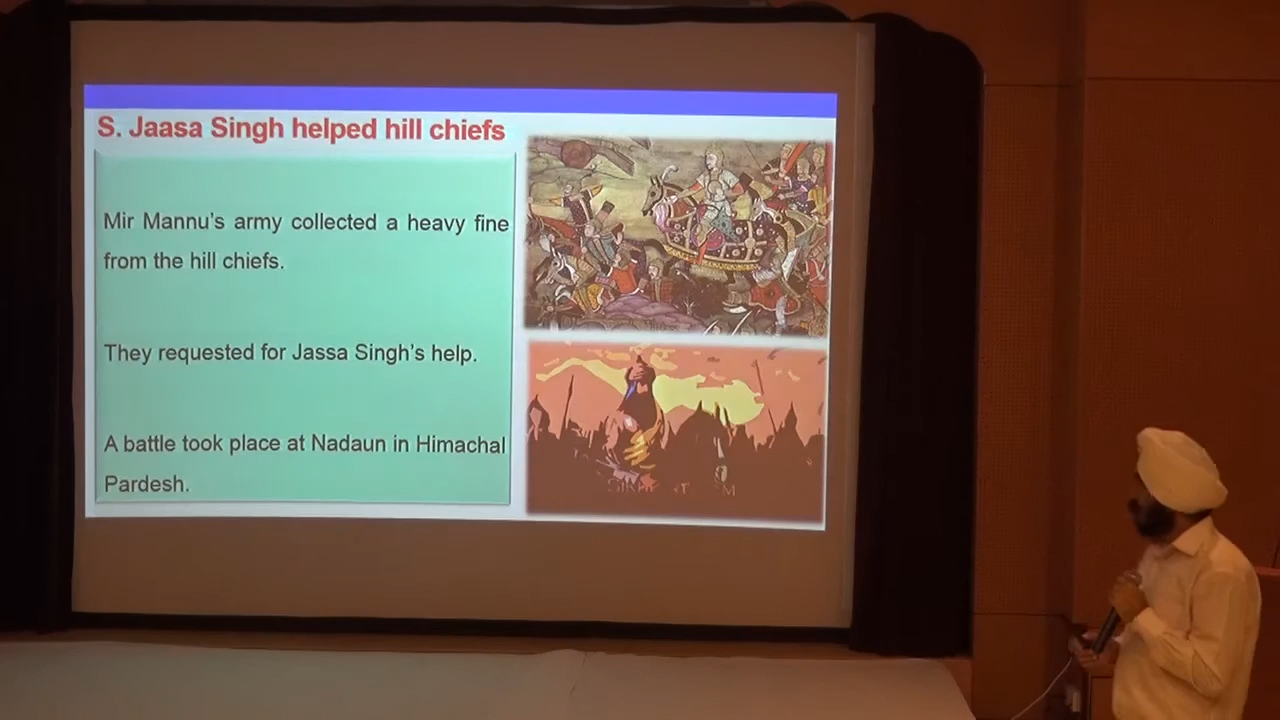 S. Jaasa Singh helped hill chiefs
Mir Mannu's army collected a heavy fine
from the hill chiefs.
They requested for Jassa Singh's help.
A battle took place at Nadaun in Himachal
Pardesh.